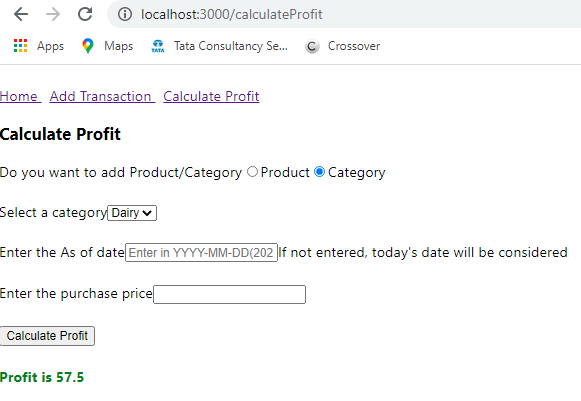 localhost:3000/calculateProfit
Apps Maps TATA Tata Consultancy Se... C Crossover
Home Add Transaction Calculate Profit
Calculate Profit
Do you want to add Product/Category Product Category
Select a category Dairy
Enter the As of date Enter in YYYY-MM-DD(202 If not entered, today's date will be considered
Enter the purchase price
Calculate Profit
Profit is 57.5